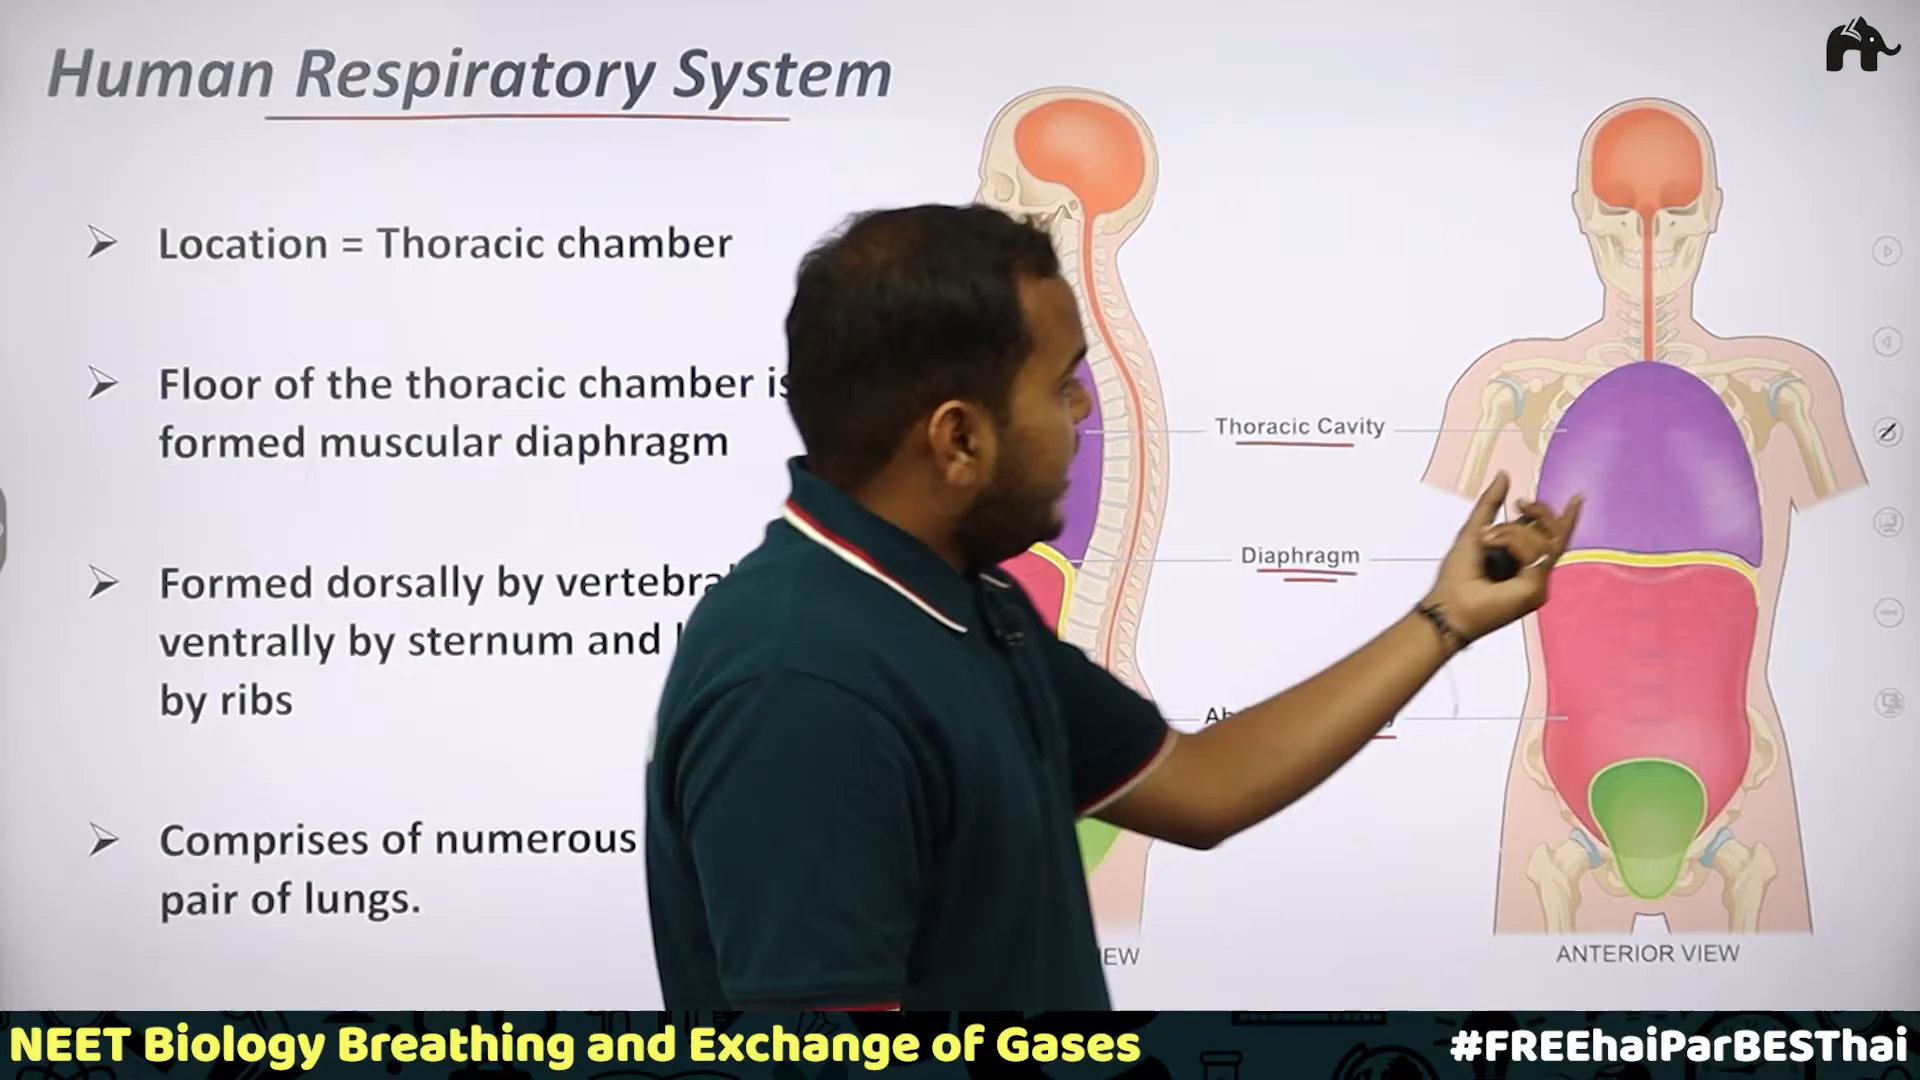 Human Respiratory System
Location = Thoracic chamber
Floor of the thoracic chamber is
formed muscular diaphragm
Formed dorsally by
ventrally by sternum and
by ribs
Comprises of numerous
pair of lungs.
Thoracic Cavity
Diaphragm
ANTERIOR VIEW
NEET Biology Breathing and Exchange of Gases
#FREEhaiParBESThai